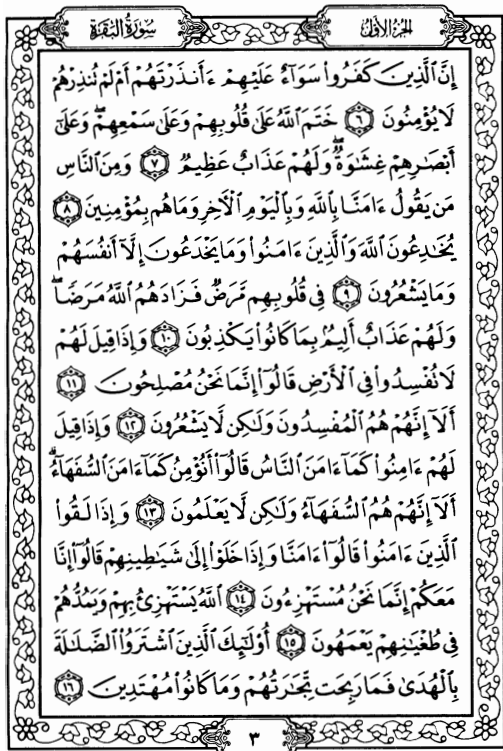 الجزء الأول
سورة البقرة
إِنَّ ٱلَّذِينَ كَفَرُوا۟ سَوَآءٌ عَلَيْهِمْ ءَأَنذَرْتَهُمْ أَمْ لَمْ تُنذِرْهُمْ
لَا يُؤْمِنُونَ ٦ خَتَمَ ٱللَّهُ عَلَىٰ قُلُوبِهِمْ وَعَلَىٰ سَمْعِهِمْ ۖ وَعَلَىٰٓ
أَبْصَـٰرِهِمْ غِشَـٰوَةٌ ۖ وَلَهُمْ عَذَابٌ عَظِيمٌ ٧ وَمِنَ ٱلنَّاسِ
مَن يَقُولُ ءَامَنَّا بِٱللَّهِ وَبِٱلْيَوْمِ ٱلْـَٔاخِرِ وَمَا هُم بِمُؤْمِنِينَ ٨
يُخَـٰدِعُونَ ٱللَّهَ وَٱلَّذِينَ ءَامَنُوا۟ وَمَا يَخْدَعُونَ إِلَّآ أَنفُسَهُمْ
وَمَا يَشْعُرُونَ ٩ فِى قُلُوبِهِم مَّرَضٌ فَزَادَهُمُ ٱللَّهُ مَرَضًا ۖ
وَلَهُمْ عَذَابٌ أَلِيمٌۢ بِمَا كَانُوا۟ يَكْذِبُونَ ١٠ وَإِذَا قِيلَ لَهُمْ
لَا تُفْسِدُوا۟ فِى ٱلْأَرْضِ قَالُوٓا۟ إِنَّمَا نَحْنُ مُصْلِحُونَ ١١
أَلَآ إِنَّهُمْ هُمُ ٱلْمُفْسِدُونَ وَلَـٰكِن لَّا يَشْعُرُونَ ١٢ وَإِذَا قِيلَ
لَهُمْ ءَامِنُوا۟ كَمَآ ءَامَنَ ٱلنَّاسُ قَالُوٓا۟ أَنُؤْمِنُ كَمَآ ءَامَنَ ٱلسُّفَهَآءُ ۗ
أَلَآ إِنَّهُمْ هُمُ ٱلسُّفَهَآءُ وَلَـٰكِن لَّا يَعْلَمُونَ ١٣ وَإِذَا لَقُوا۟
ٱلَّذِينَ ءَامَنُوا۟ قَالُوٓا۟ ءَامَنَّا وَإِذَا خَلَوْا۟ إِلَىٰ شَيَـٰطِينِهِمْ قَالُوٓا۟ إِنَّا
مَعَكُمْ إِنَّمَا نَحْنُ مُسْتَهْزِءُونَ ١٤ ٱللَّهُ يَسْتَهْزِئُ بِهِمْ وَيَمُدُّهُمْ
فِى طُغْيَـٰنِهِمْ يَعْمَهُونَ ١٥ أُو۟لَـٰٓئِكَ ٱلَّذِينَ ٱشْتَرَوُا۟ ٱلضَّلَـٰلَةَ
بِٱلْهُدَىٰ فَمَا رَبِحَت تِّجَـٰرَتُهُمْ وَمَا كَانُوا۟ مُهْتَدِينَ ١٦
٣